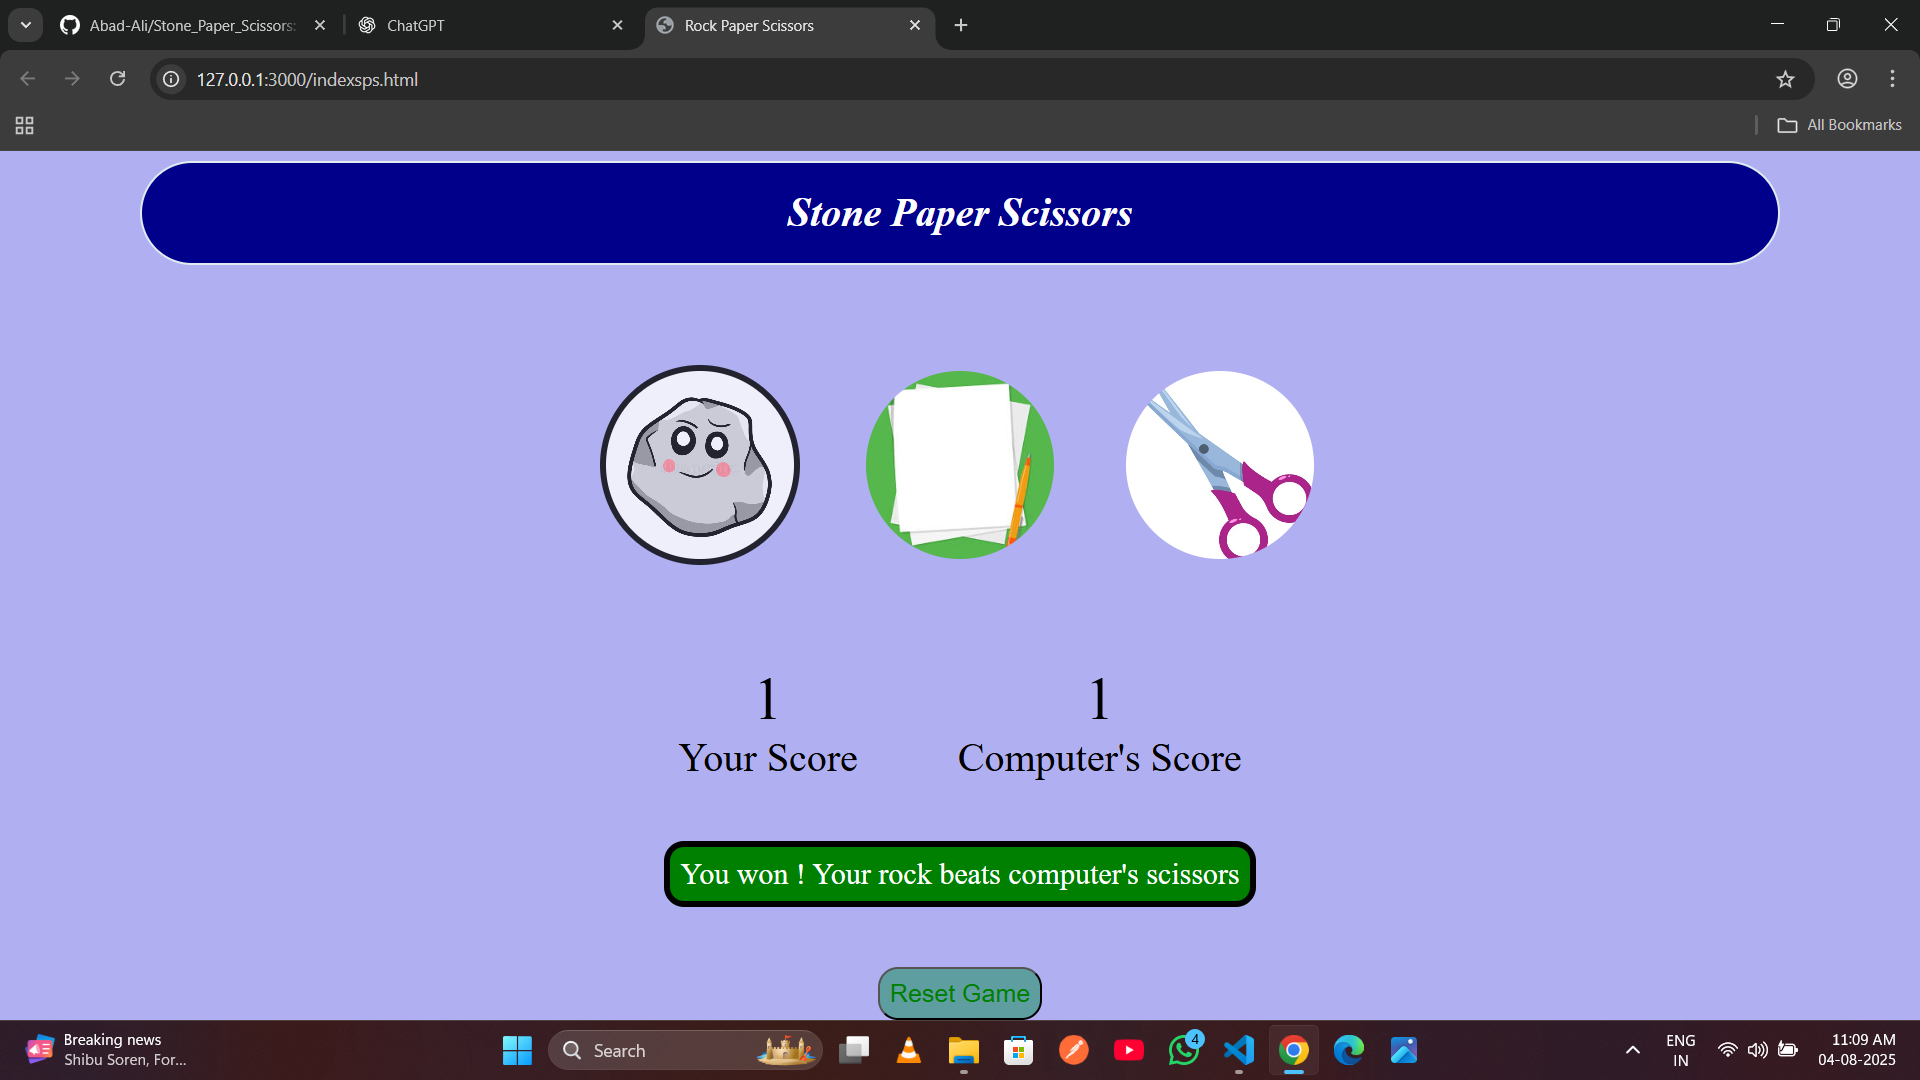 Abad-Ali/Stone_Paper_Scissors:
ChatGPT
Rock Paper Scissors
127.0.0.1:3000/indexsps.html
All Bookmarks
Stone Paper Scissors
1
1
Your Score
Computer's Score
You won ! Your rock beats computer's scissors
Reset Game
Breaking news
Shibu Soren, For...
Search
4
ENG
IN
11:09 AM
04-08-2025